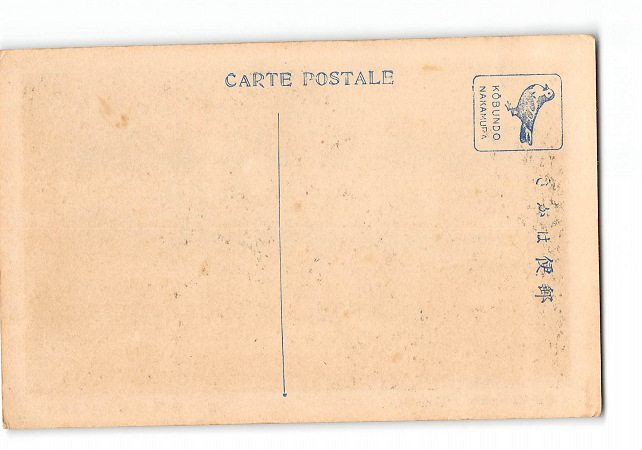 CARTE POSTALE
KŌBUNDO
NAKAMURA
郵便はがき